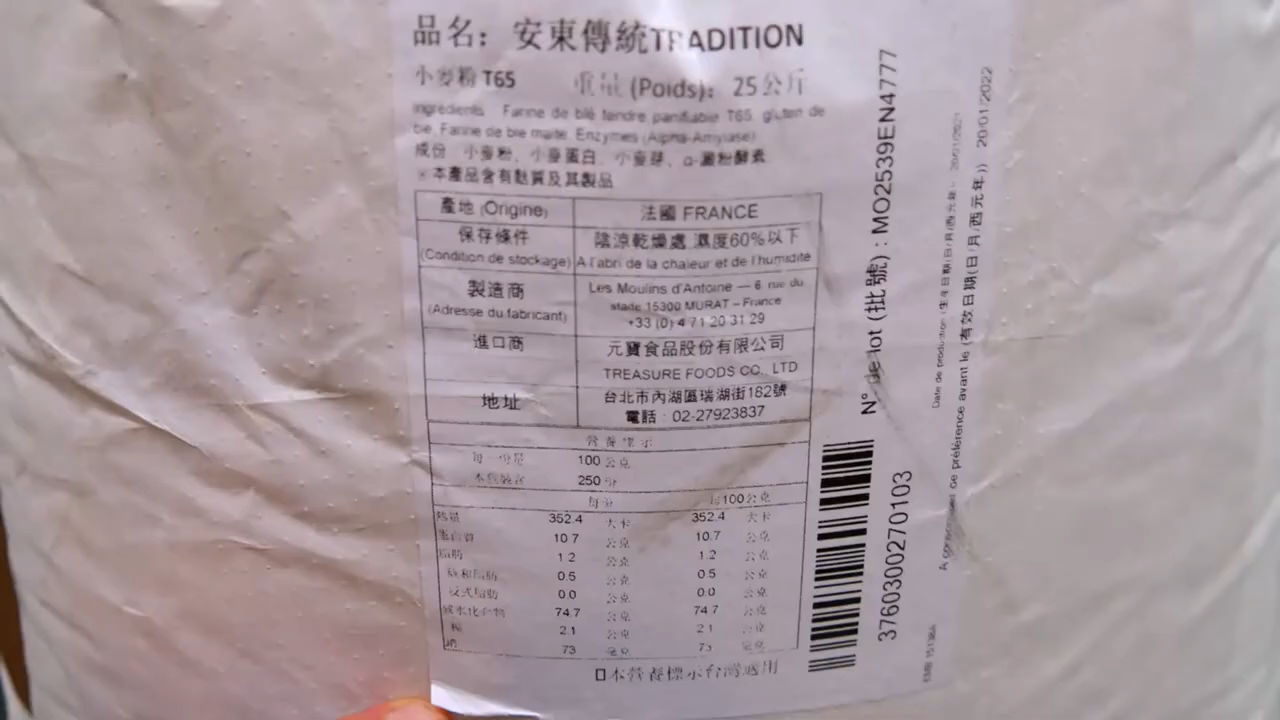 品名: 安東傳統TRADITION
小麥粉 T65 重量 (Poids): 25公斤
Ingrédients Farine de blé tendre panifiable T65, gluten de
blé, Farine de blé malté, Enzymes (Alpha-Amylase)
成份 小麥粉、小麥蛋白、小麥芽、α-澱粉酵素
※本產品含有麩質及其製品
產地 (Origine) 法國 FRANCE
保存條件 陰涼乾燥處 濕度60%以下
(Condition de stockage) A l'abri de la chaleur et de l'humidité
製造商 Les Moulins d'Antoine — 6 rue du
(Adresse du fabricant) stade 15300 MURAT – France
+33 (0) 4 71 20 31 29
進口商 元寶食品股份有限公司
TREASURE FOODS CO., LTD
地址 台北市內湖區瑞湖街182號
電話: 02-27923837
營養標示
每一份量 100 公克
本包裝含 250 份
每份 每100公克
熱量 352.4 大卡 352.4 大卡
蛋白質 10.7 公克 10.7 公克
脂肪 1.2 公克 1.2 公克
飽和脂肪 0.5 公克 0.5 公克
反式脂肪 0.0 公克 0.0 公克
碳水化合物 74.7 公克 74.7 公克
糖 2.1 公克 2.1 公克
鈉 73 毫克 73 毫克
日本營養標示台灣適用
N° de lot (批號) : MO2539EN4777
3760300270103
Date de production (生產日期(日/月/西元年- 20/01/2021
A consommer de préférence avant le (有效日期(日/月/西元年)) 20/01/2022
EMB 15138A